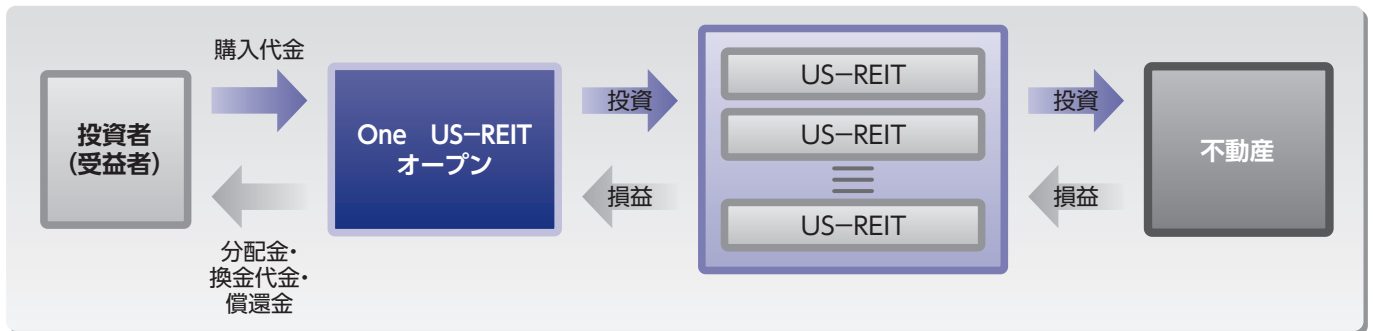 購入代金
投資者
(受益者)
分配金・
換金代金・
償還金
One　US−REIT
オープン
投資
損益
US−REIT
US−REIT
US−REIT
投資
損益
不動産